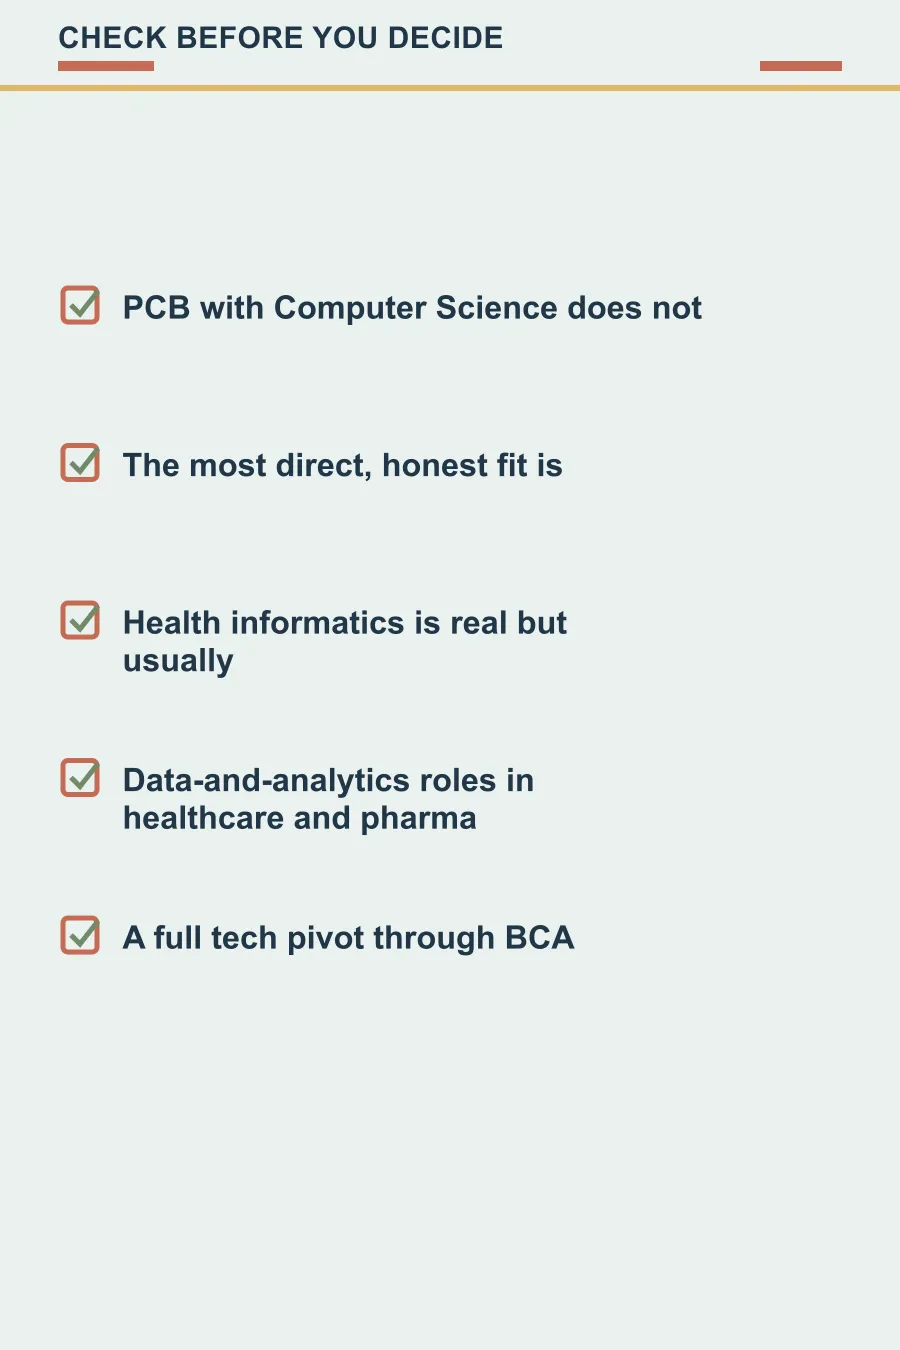 CHECK BEFORE YOU DECIDE
PCB with Computer Science does not
The most direct, honest fit is
Health informatics is real but
usually
Data-and-analytics roles in
healthcare and pharma
A full tech pivot through BCA